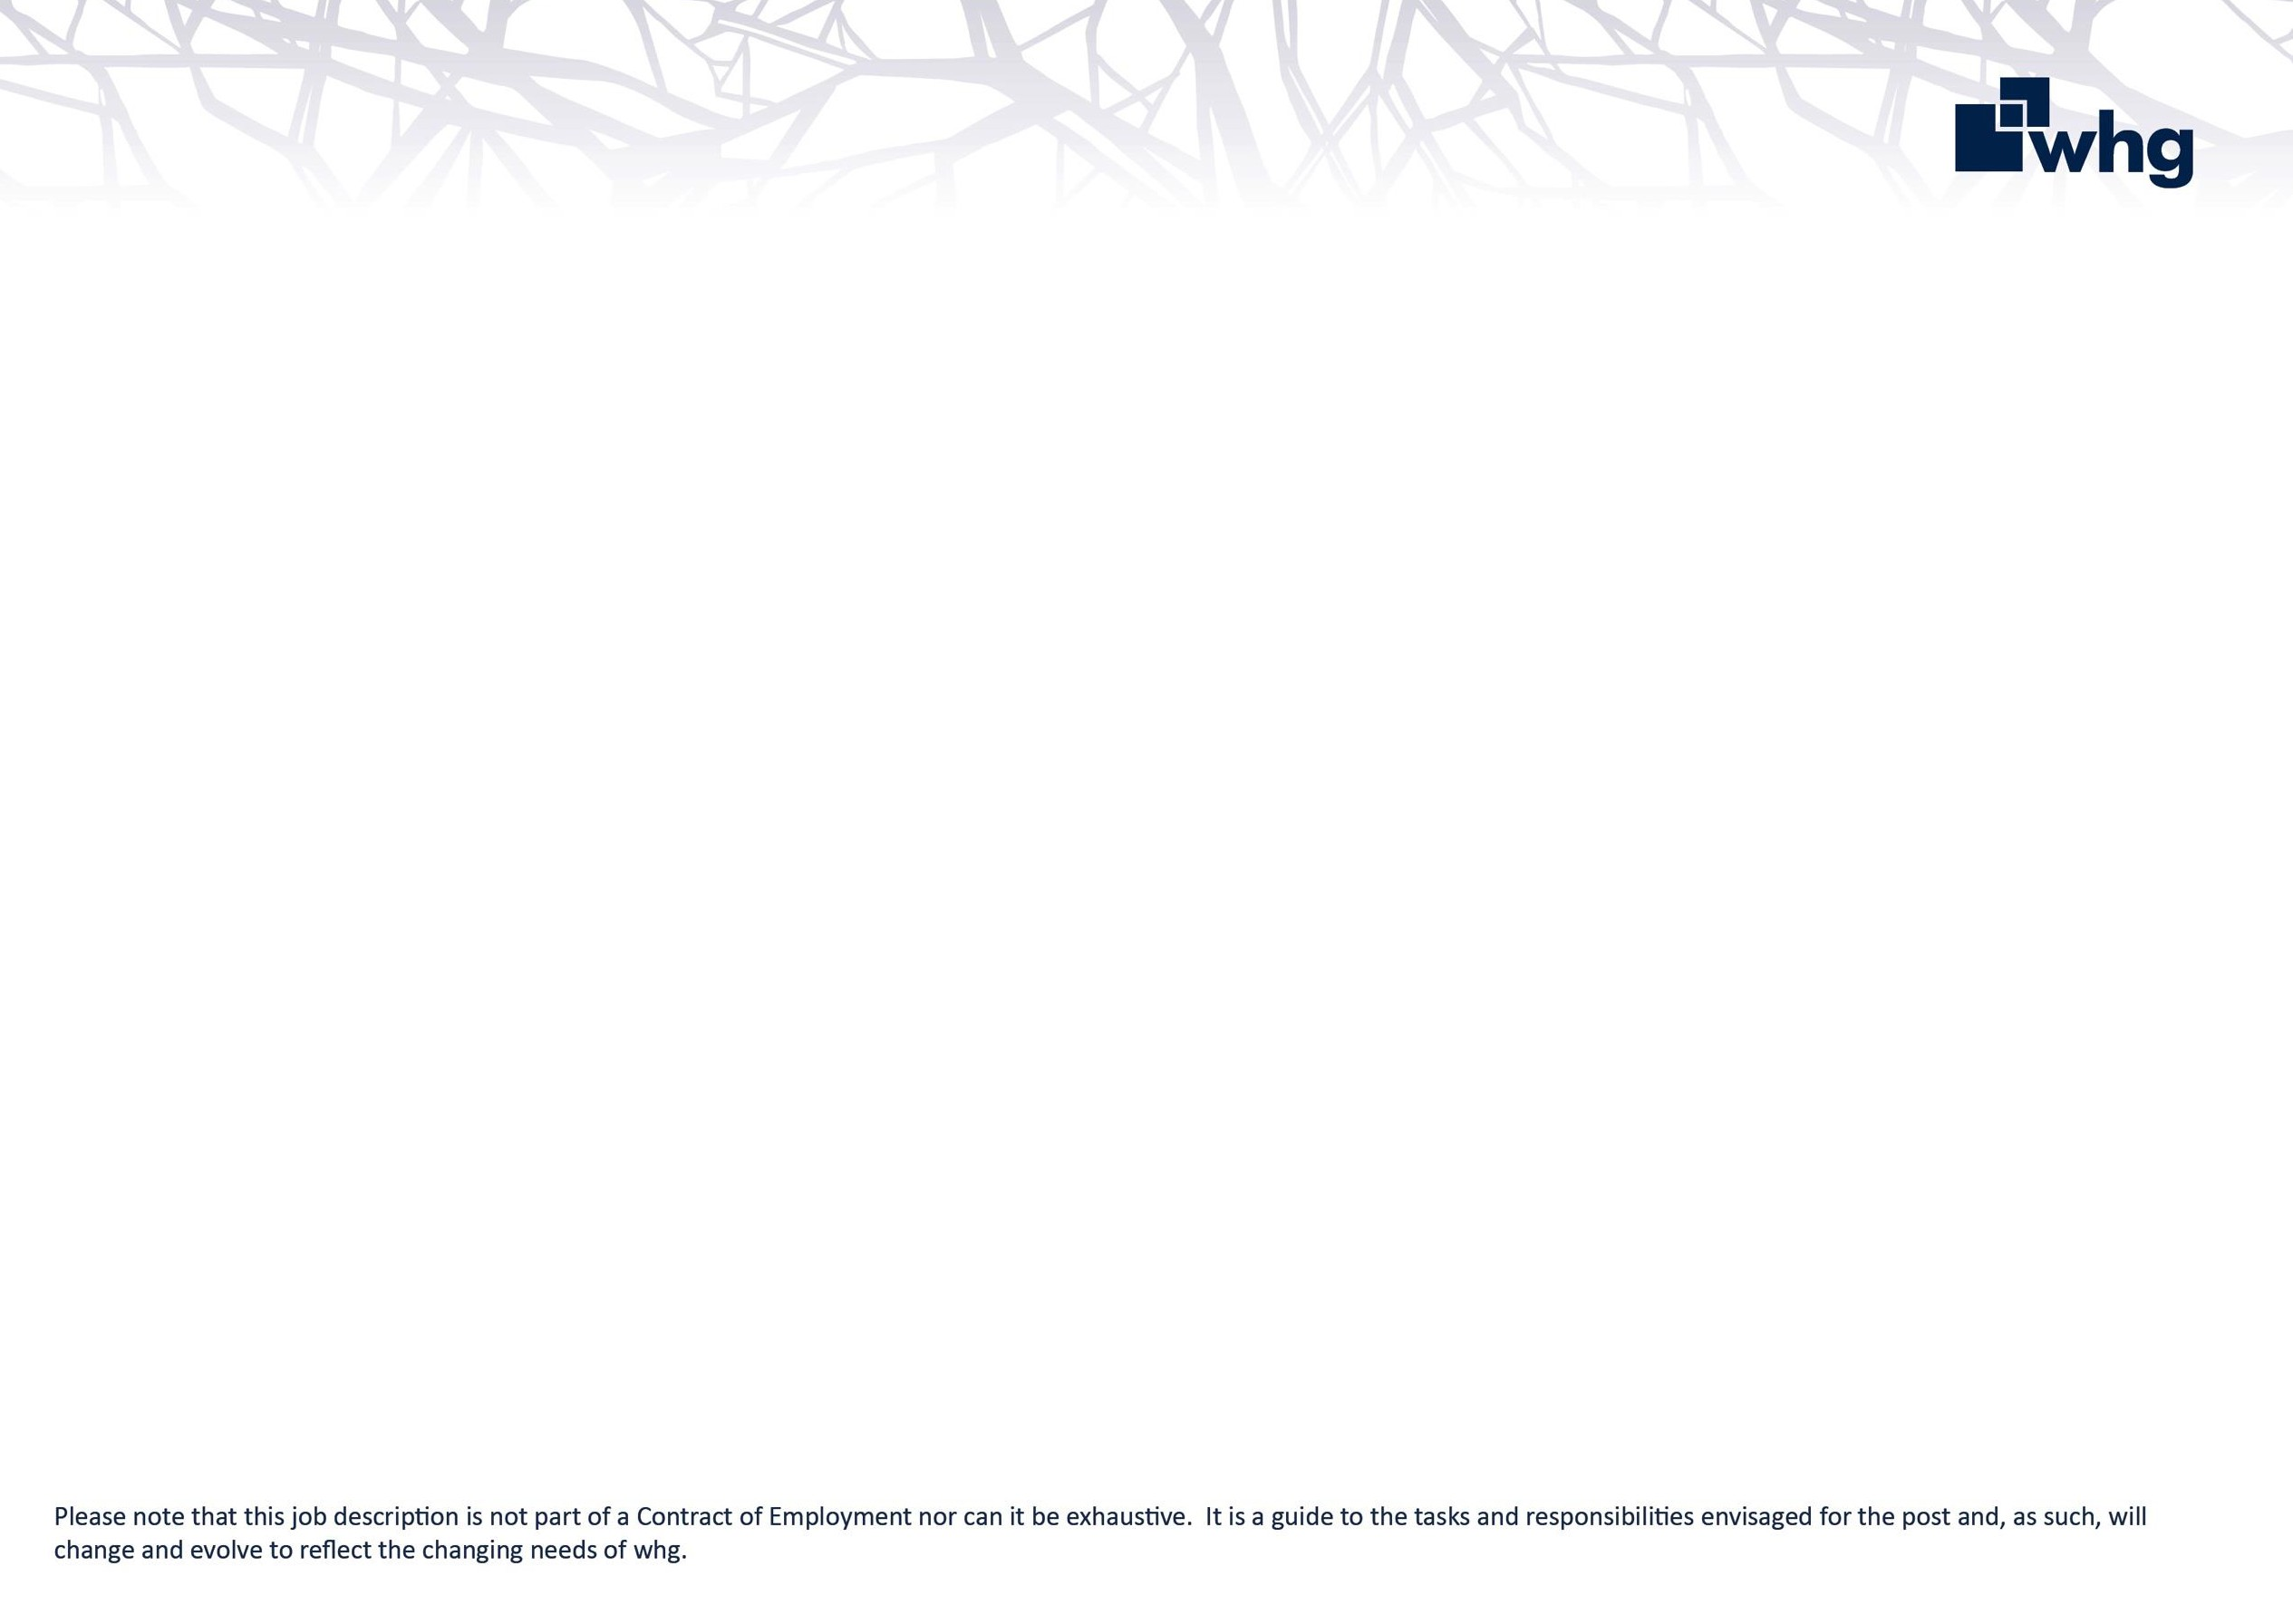 whg
Please note that this job description is not part of a Contract of Employment nor can it be exhaustive.  It is a guide to the tasks and responsibilities envisaged for the post and, as such, will
change and evolve to reflect the changing needs of whg.